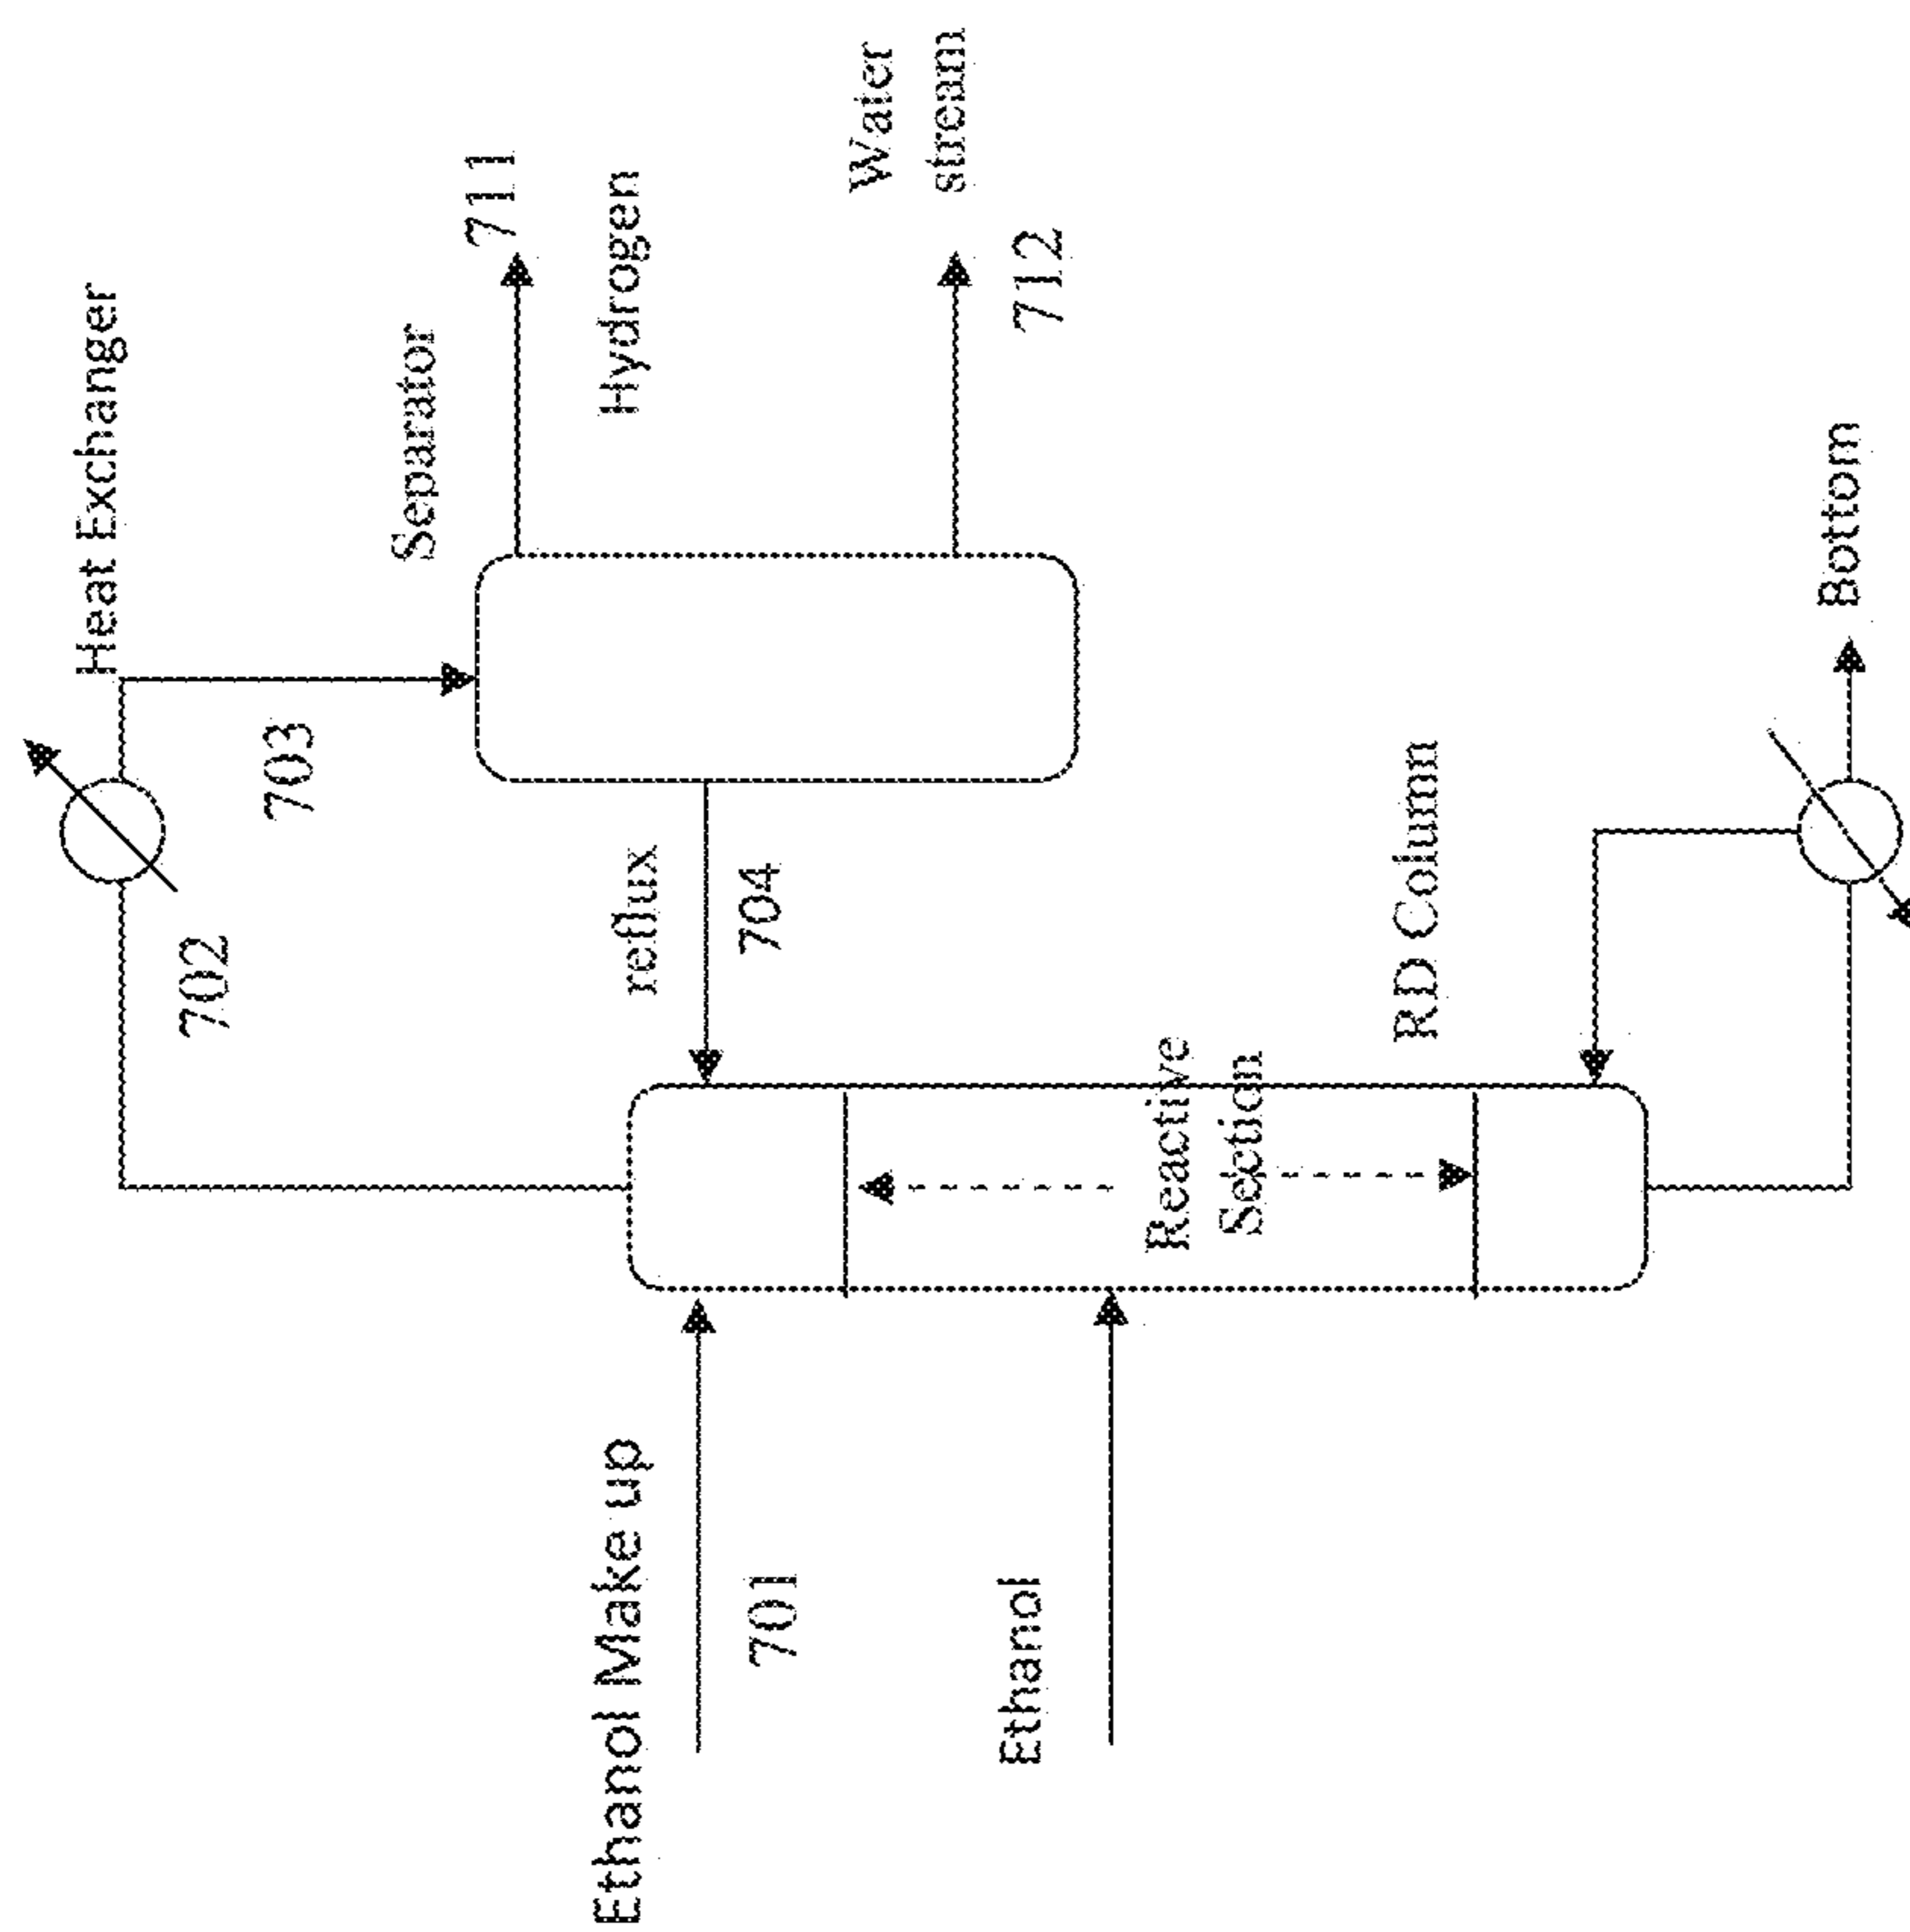 Heat Exchanger
702
703
Separator
711
Ethanol Make up
reflux
Hydrogen
701
704
Water
stream
Ethanol
712
Reactive
Section
RD Column
Bottom